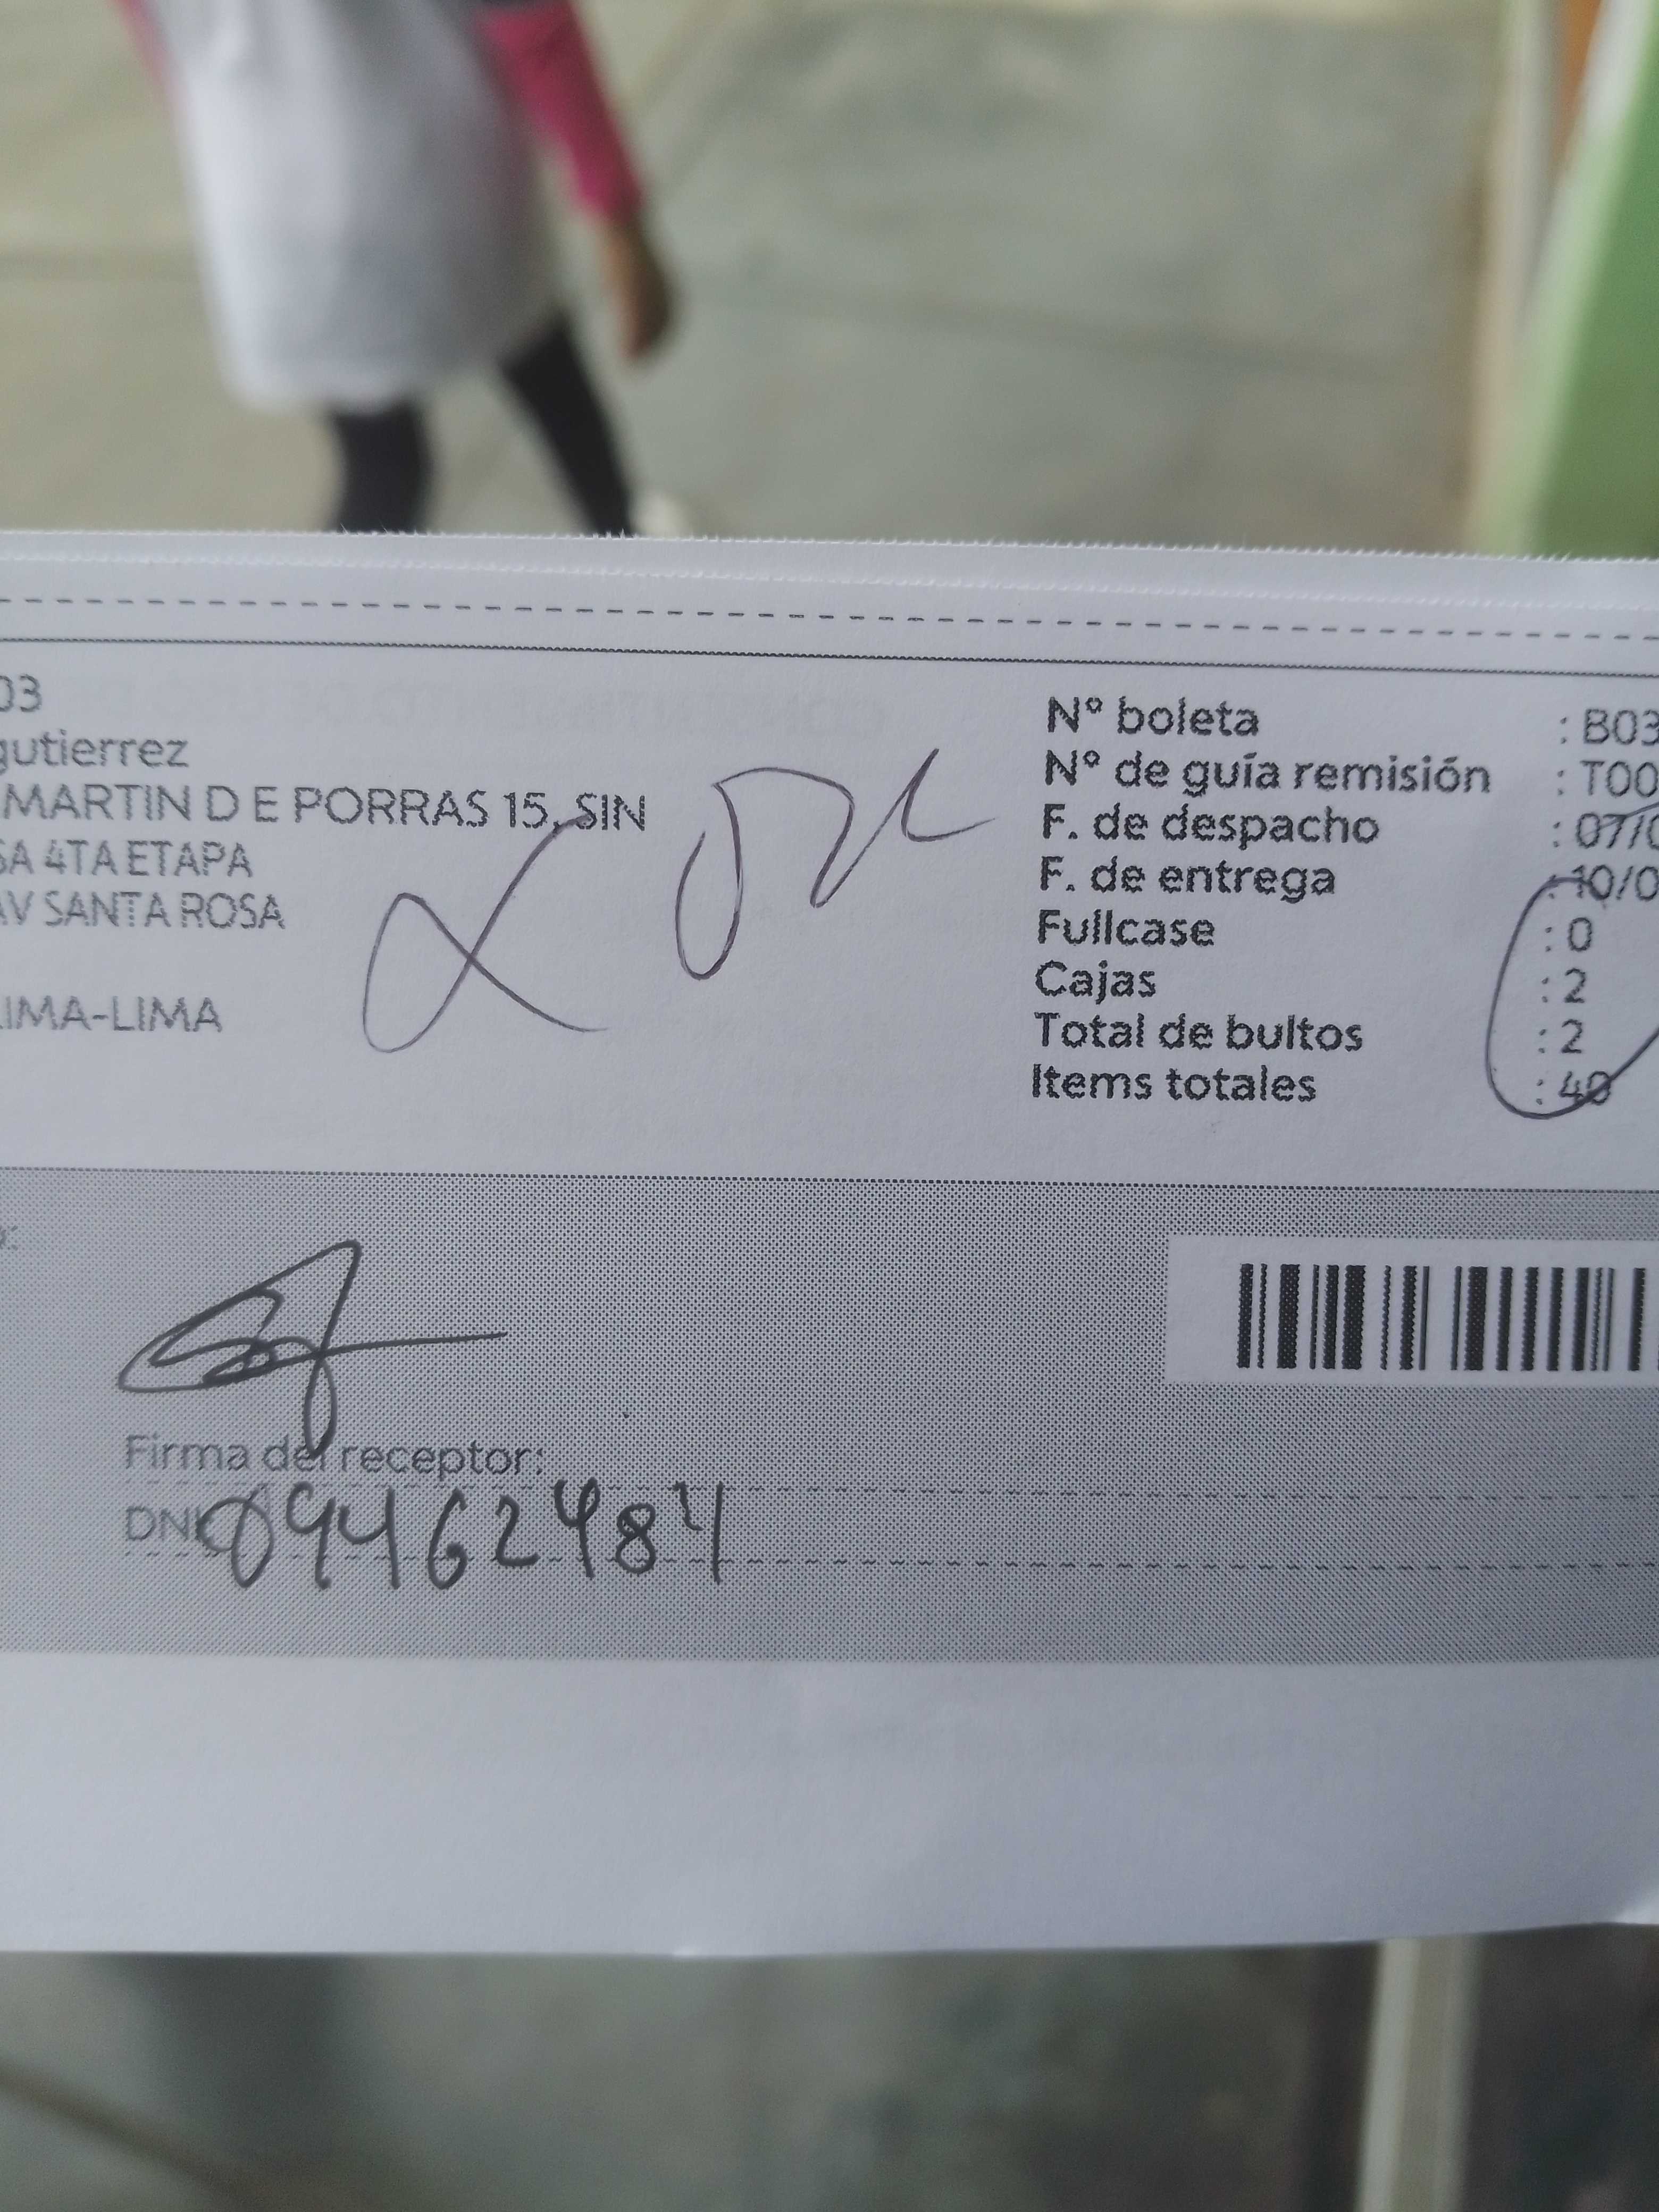 03
gutierrez
MARTIN D E PORRAS 15, SIN
SA 4TA ETAPA
AV SANTA ROSA
LIMA-LIMA
N° boleta : B03
N° de guía remisión : T00
F. de despacho : 07/0
F. de entrega : 10/0
Fullcase : 0
Cajas : 2
Total de bultos : 2
Items totales : 40
Firma del receptor:
DNI 09462484